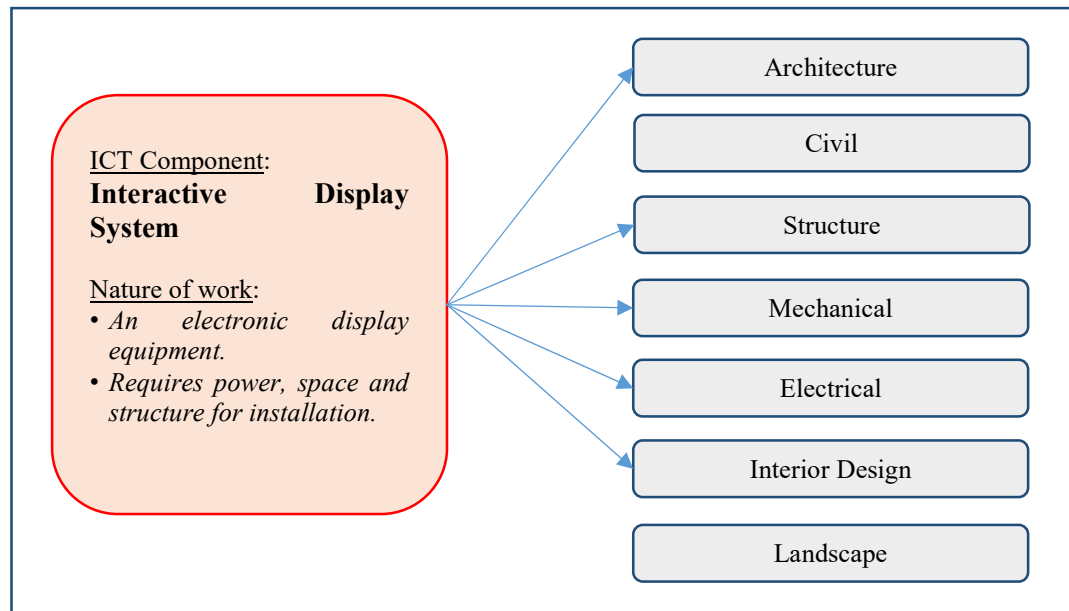 ICT Component:
Interactive Display
System
Nature of work:
• An electronic display
equipment.
• Requires power, space and
structure for installation.
Architecture
Civil
Structure
Mechanical
Electrical
Interior Design
Landscape